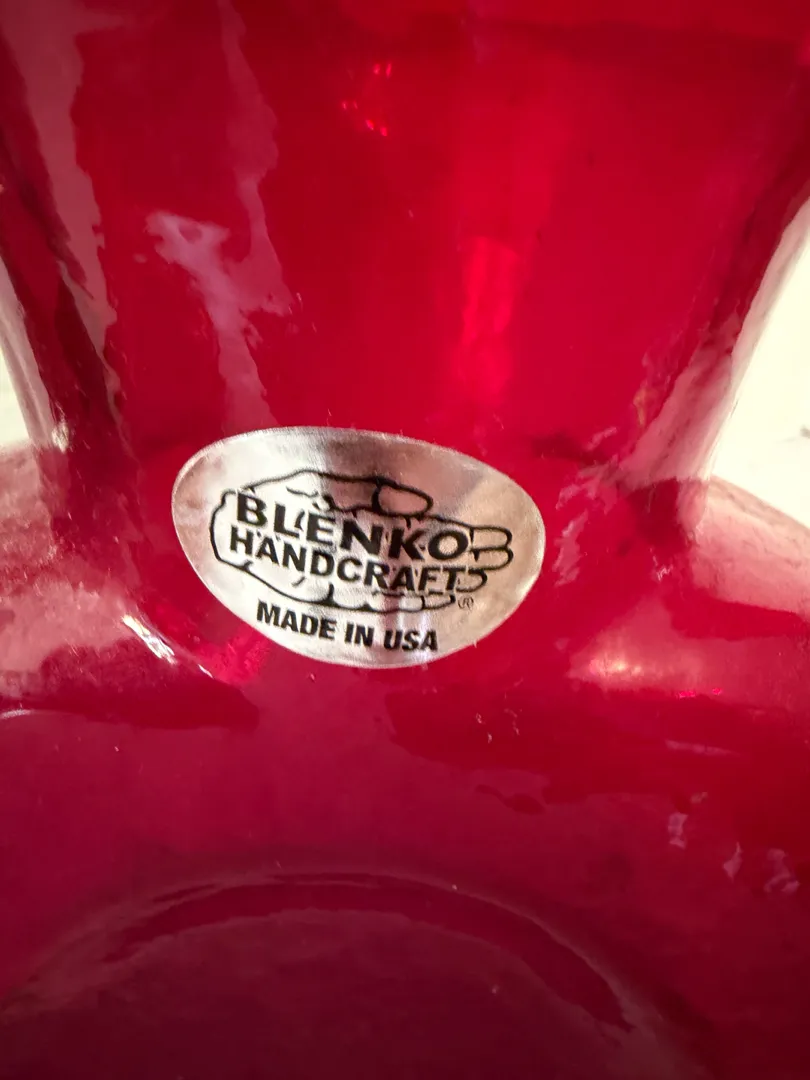 BLENKO
HANDCRAFT
®
MADE IN USA